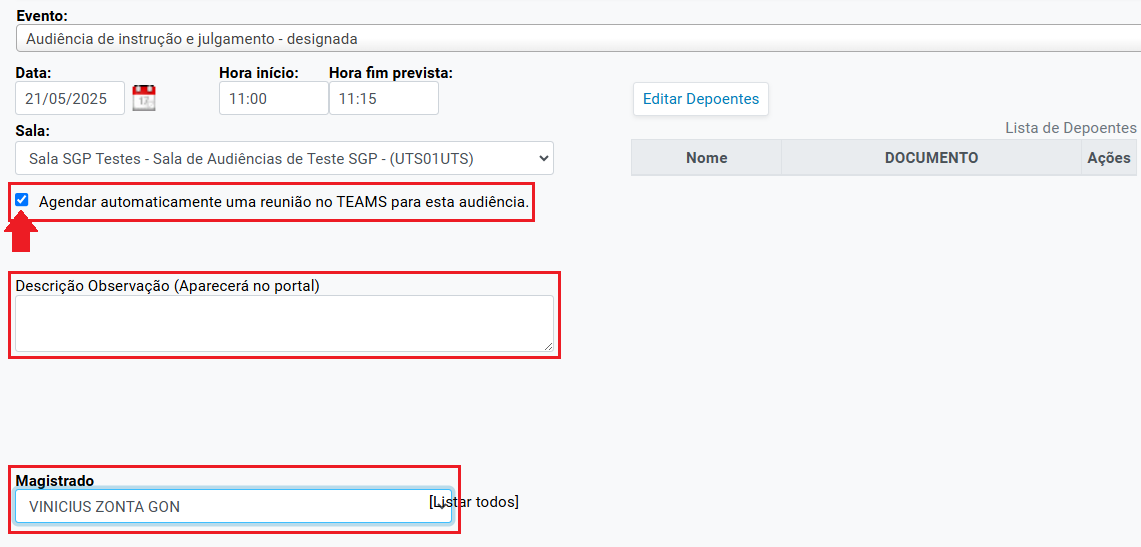 Evento:
Audiência de instrução e julgamento - designada
Data:
Hora início:
Hora fim prevista:
21/05/2025
17
11:00
11:15
Editar Depoentes
Lista de Depoentes
Sala:
Sala SGP Testes - Sala de Audiências de Teste SGP - (UTS01UTS)
Nome
DOCUMENTO
Ações
Agendar automaticamente uma reunião no TEAMS para esta audiência.
Descrição Observação (Aparecerá no portal)
Magistrado
VINICIUS ZONTA GON
[Listar todos]